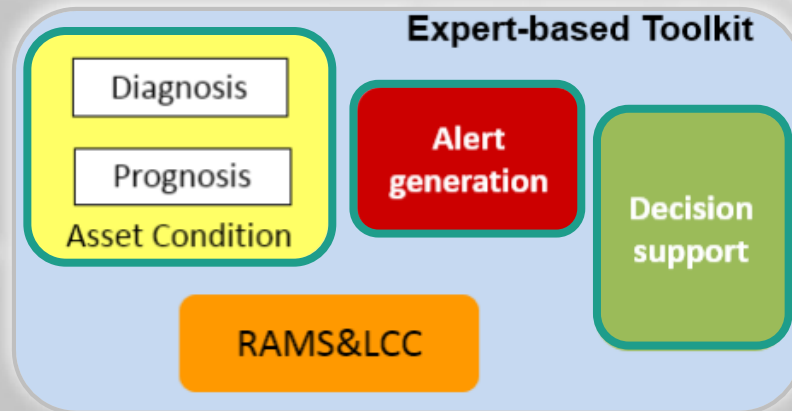 Expert-based Toolkit
Diagnosis
Prognosis
Asset Condition
Alert
generation
Decision
support
RAMS&LCC